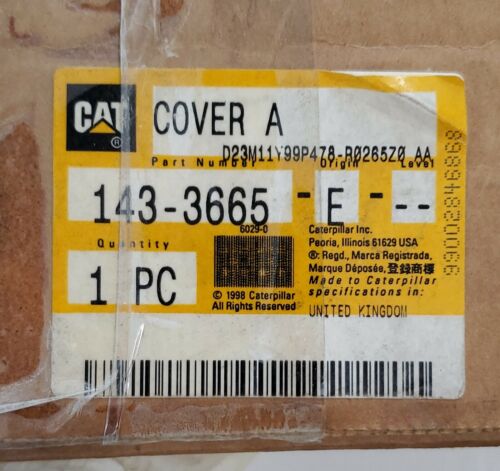 CAT®
COVER A
D23M11Y99P478-R0265Z0 AA
Part Number Origin Level
143-3665 - E - --
Quantity
1 PC
6029-0
© 1998 Caterpillar
All Rights Reserved
Caterpillar Inc.
Peoria, Illinois 61629 USA
®: Regd., Marca Registrada,
Marque Déposée, 登錄商標
Made to Caterpillar
specifications in:
UNITED KINGDOM
99002846868